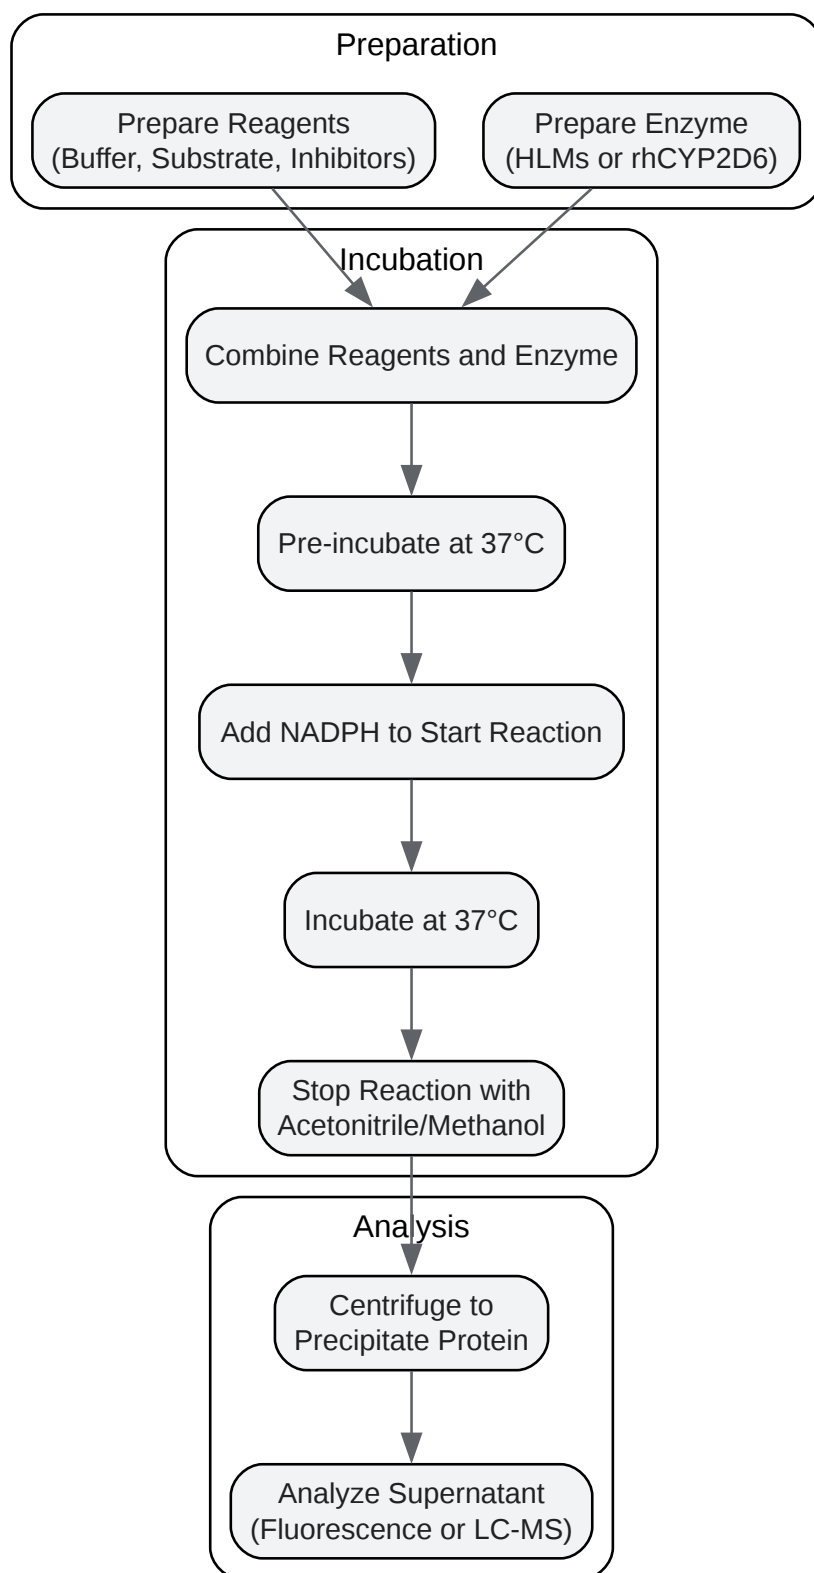 Preparation
Prepare Reagents
(Buffer, Substrate, Inhibitors)
Prepare Enzyme
(HLMs or rhCYP2D6)
Incubation
Combine Reagents and Enzyme
Pre-incubate at 37°C
Add NADPH to Start Reaction
Incubate at 37°C
Stop Reaction with
Acetonitrile/Methanol
Analysis
Centrifuge to
Precipitate Protein
Analyze Supernatant
(Fluorescence or LC-MS)